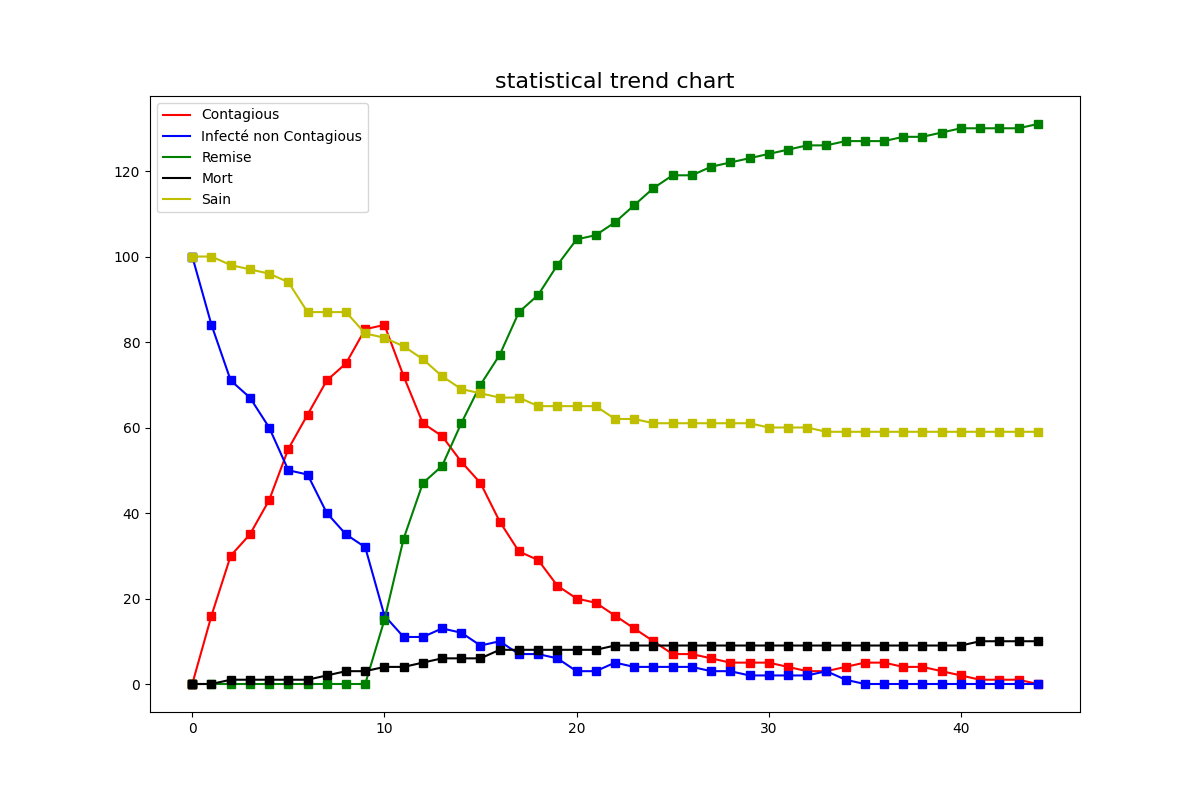 statistical trend chart
Contagious
Infecté non Contagious
Remise
Mort
Sain
120
100
80
60
40
20
0
0 10 20 30 40